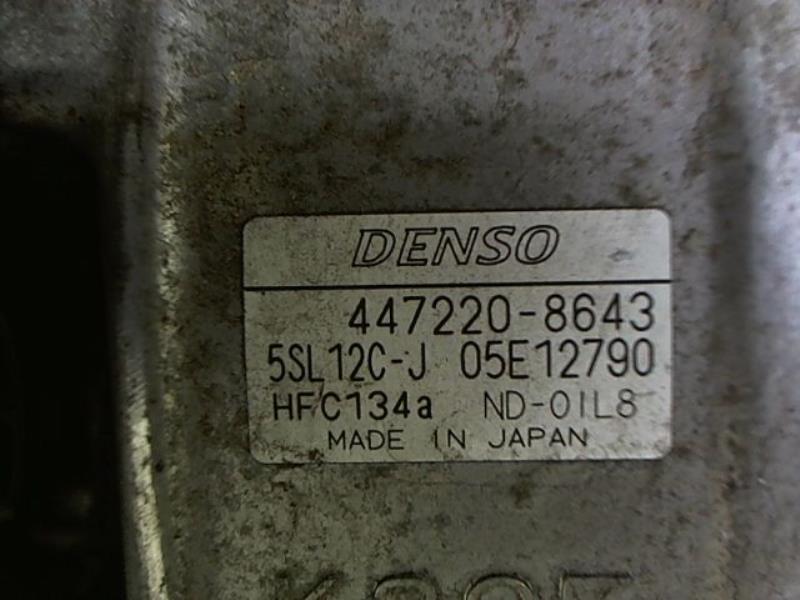 DENSO
447220-8643
5SL12C-J 05E12790
HFC134a ND-OIL8
MADE IN JAPAN